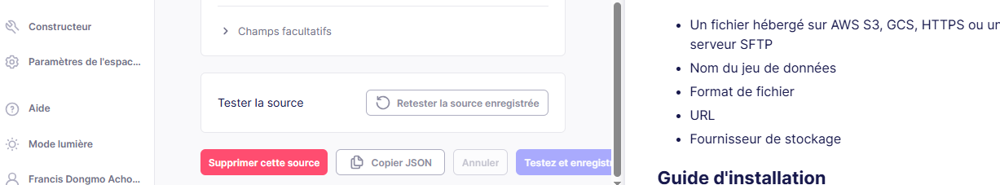 Constructeur
Paramètres de l'espac...
Aide
Mode lumière
Francis Dongmo Acho...
Champs facultatifs
Tester la source
Retester la source enregistrée
Supprimer cette source
Copier JSON
Annuler
Testez et enregistr
• Un fichier hébergé sur AWS S3, GCS, HTTPS ou un
serveur SFTP
• Nom du jeu de données
• Format de fichier
• URL
• Fournisseur de stockage
Guide d'installation